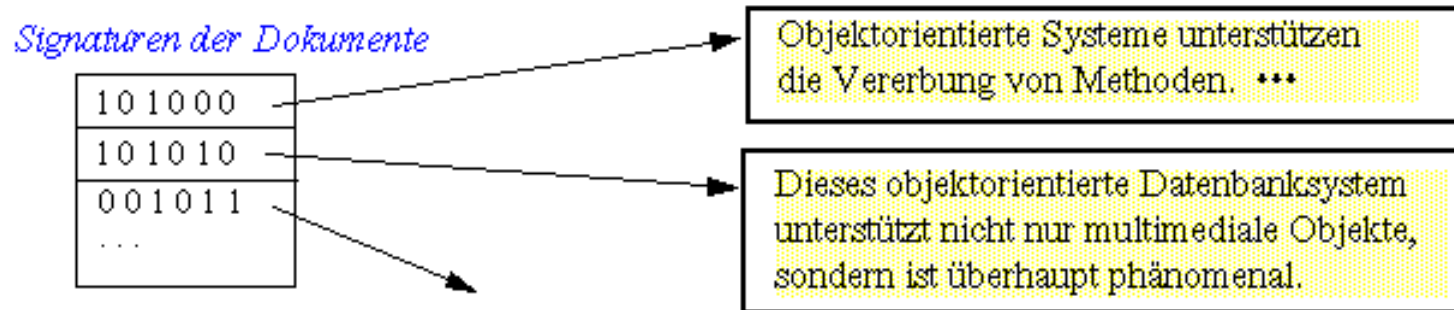 Signaturen der Dokumente
1 0 1 0 0 0
1 0 1 0 1 0
0 0 1 0 1 1
. . .
Objektorientierte Systeme unterstützen
die Vererbung von Methoden. •••
Dieses objektorientierte Datenbanksystem
unterstützt nicht nur multimediale Objekte,
sondern ist überhaupt phänomenal.